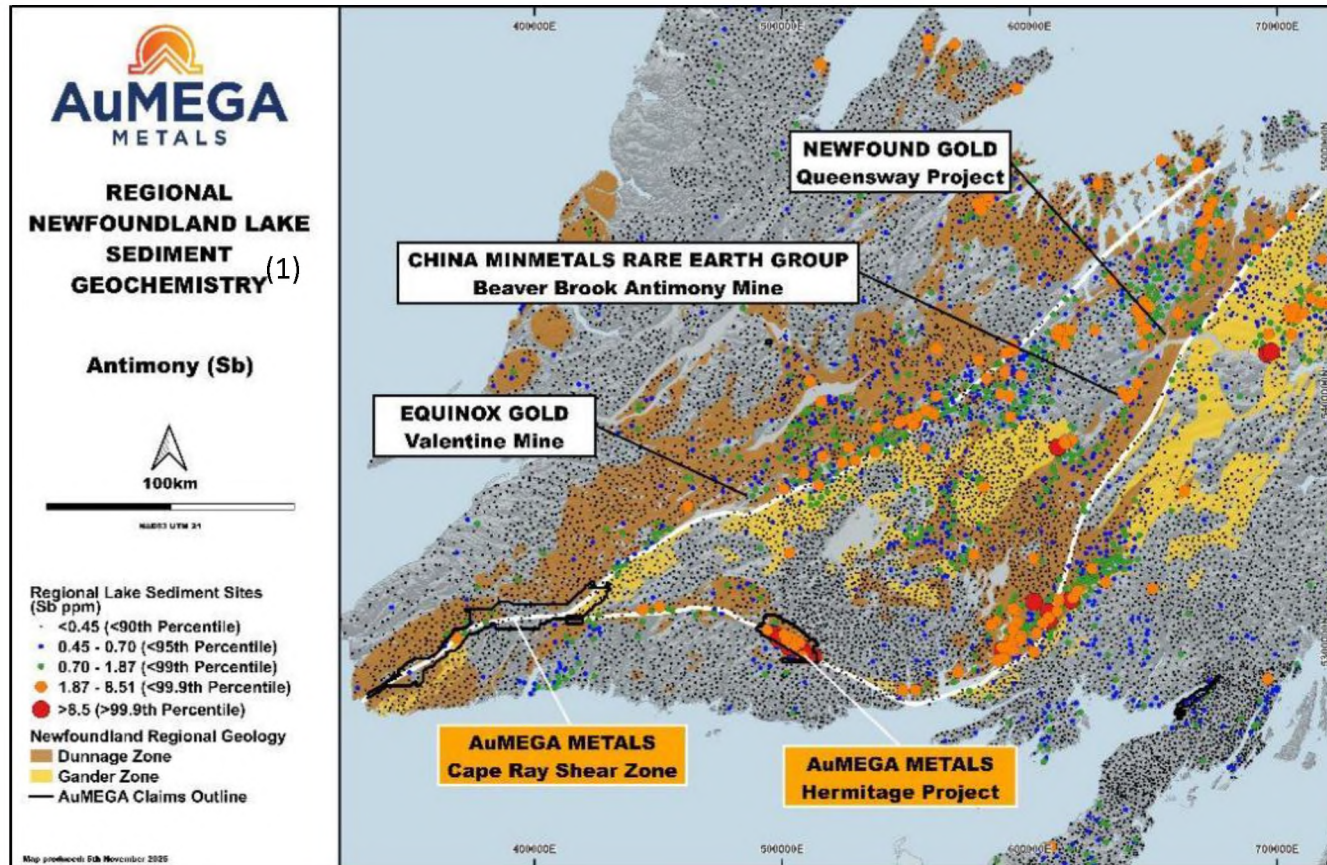 AuMEGA
METALS
REGIONAL
NEWFOUNDLAND LAKE
SEDIMENT
GEOCHEMISTRY(1)
Antimony (Sb)
100km
NAD83 UTM 21
Regional Lake Sediment Sites
(Sb ppm)
<0.45 (<90th Percentile)
0.45 - 0.70 (<95th Percentile)
0.70 - 1.87 (<99th Percentile)
1.87 - 8.51 (<99.9th Percentile)
>8.5 (>99.9th Percentile)
Newfoundland Regional Geology
Dunnage Zone
Gander Zone
AuMEGA Claims Outline
Map produced: 5th November 2025
400000E
500000E
600000E
700000E
NEWFOUND GOLD
Queensway Project
CHINA MINMETALS RARE EARTH GROUP
Beaver Brook Antimony Mine
EQUINOX GOLD
Valentine Mine
AuMEGA METALS
Cape Ray Shear Zone
AuMEGA METALS
Hermitage Project
400000E
500000E
600000E
700000E